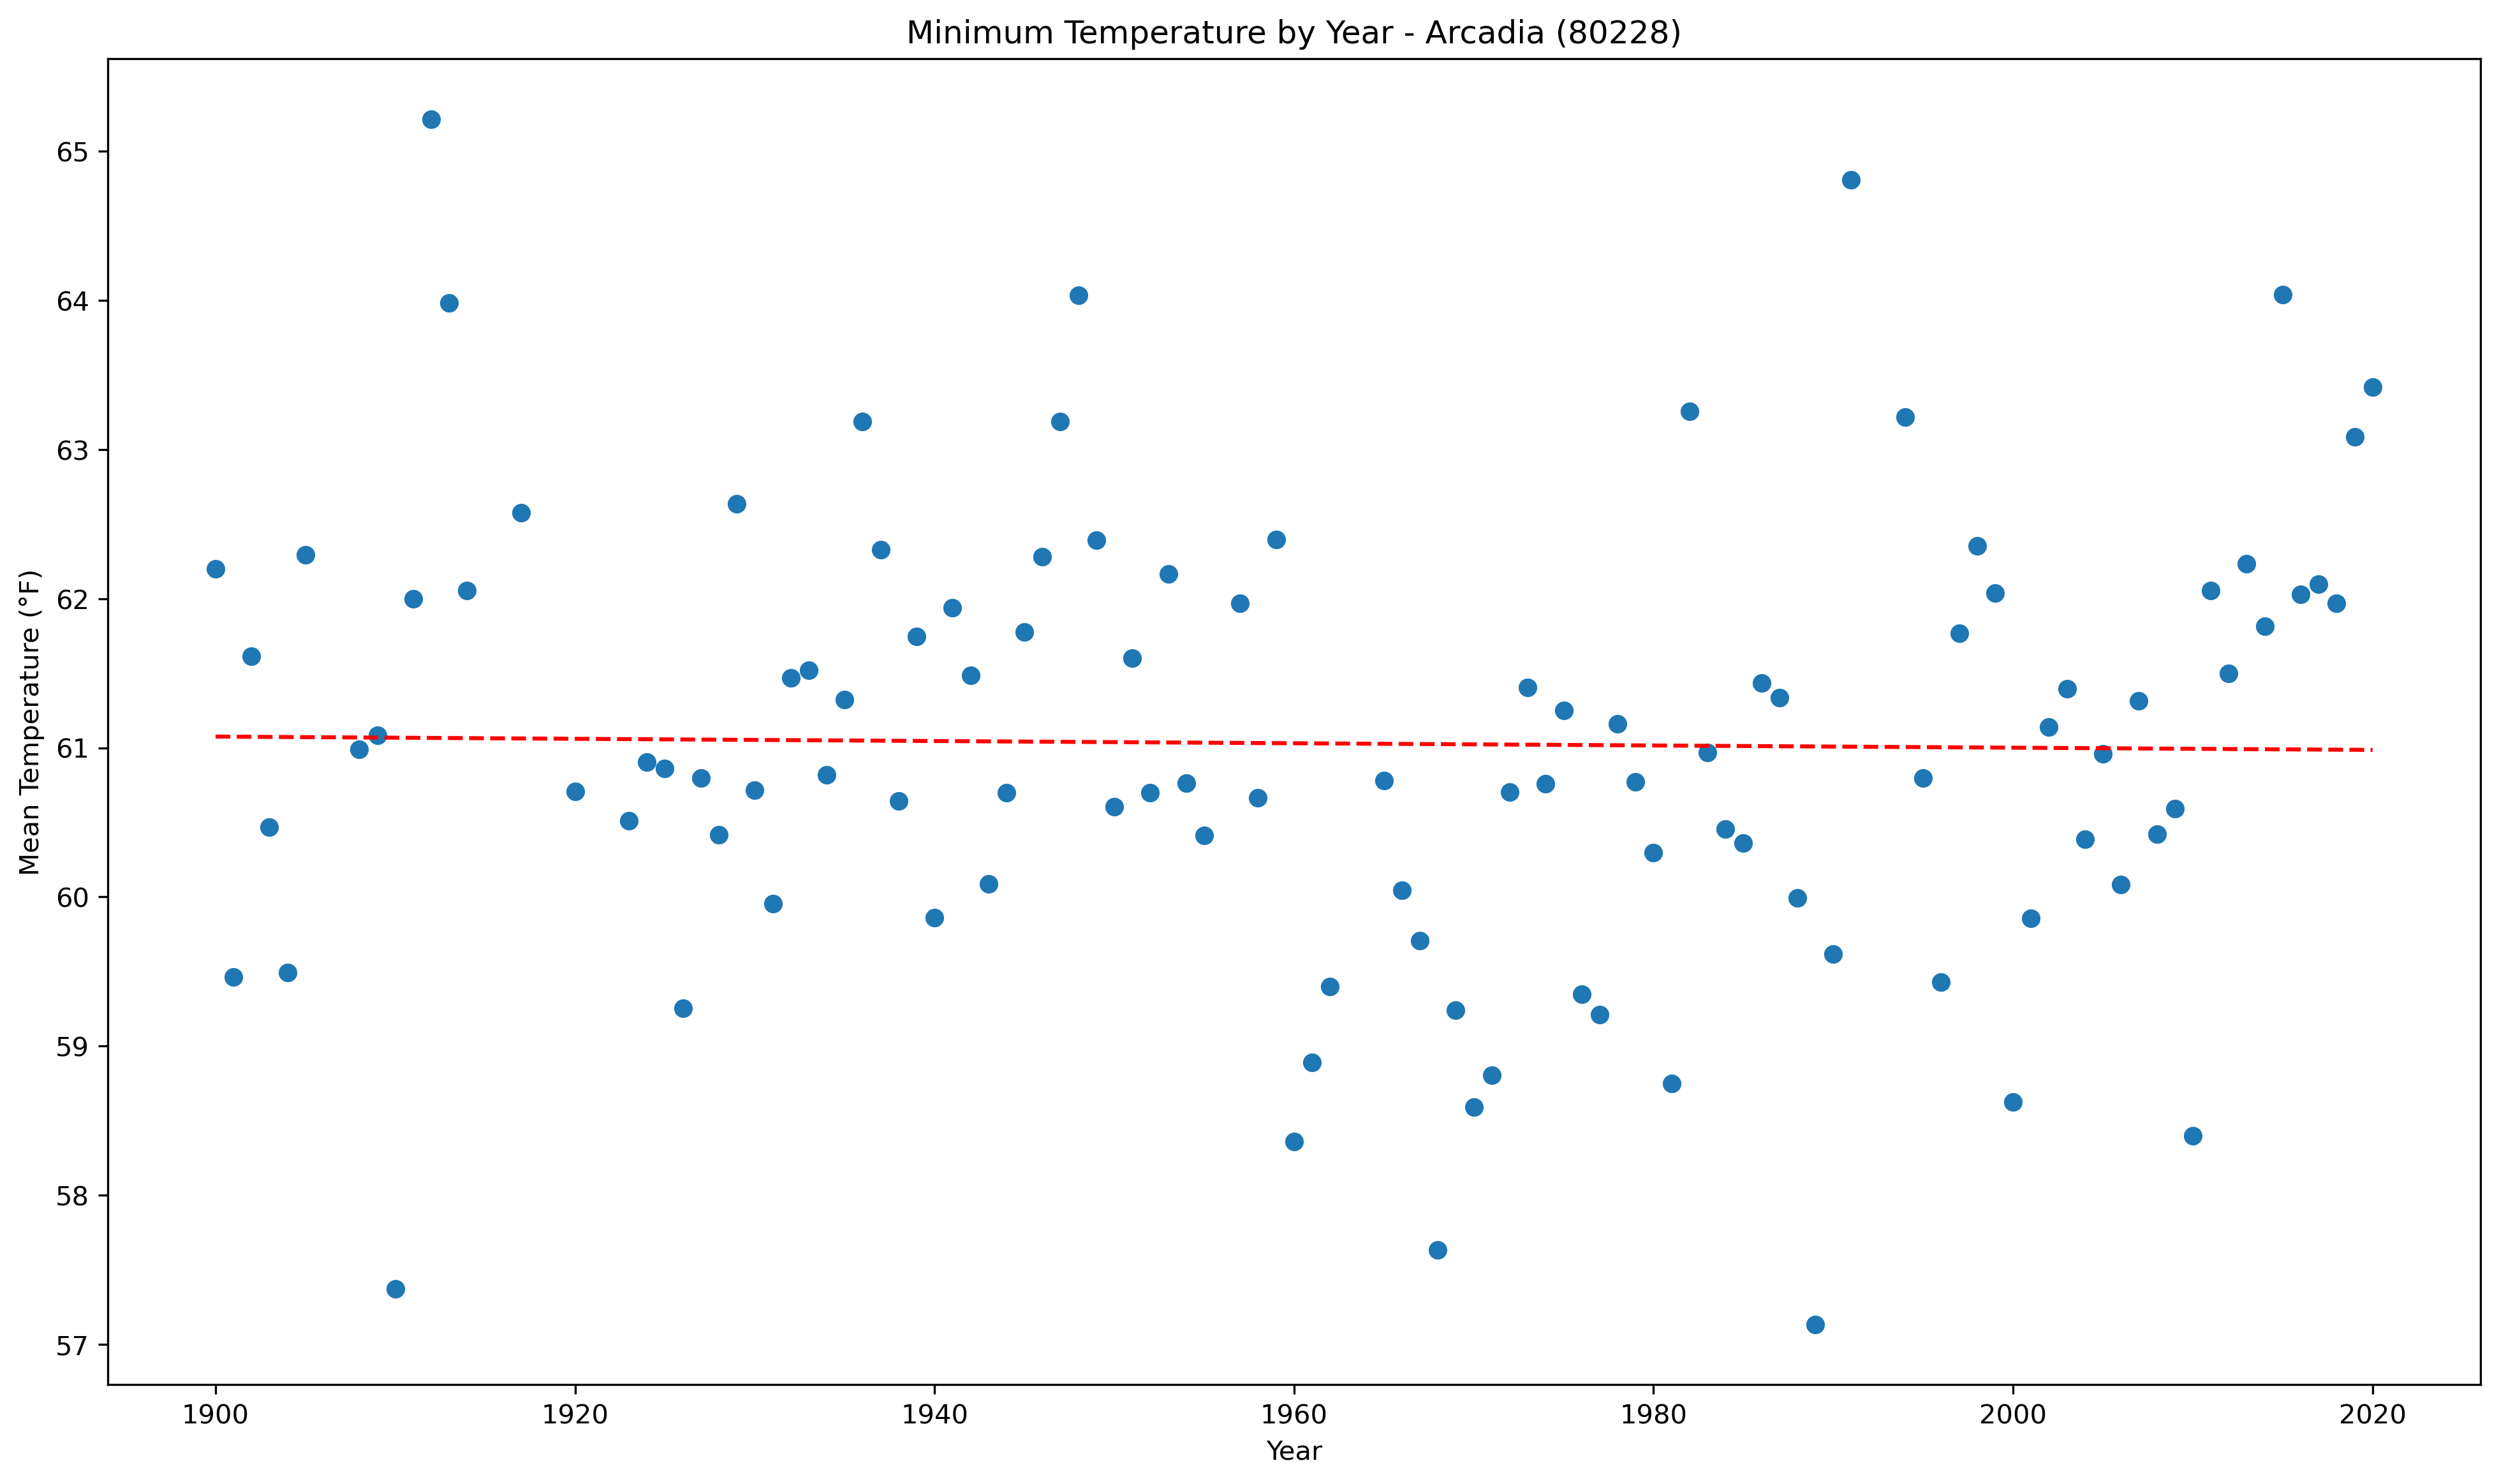 Minimum Temperature by Year - Arcadia (80228)
Mean Temperature (°F)
65
64
63
62
61
60
59
58
57
1900 1920 1940 1960 1980 2000 2020
Year